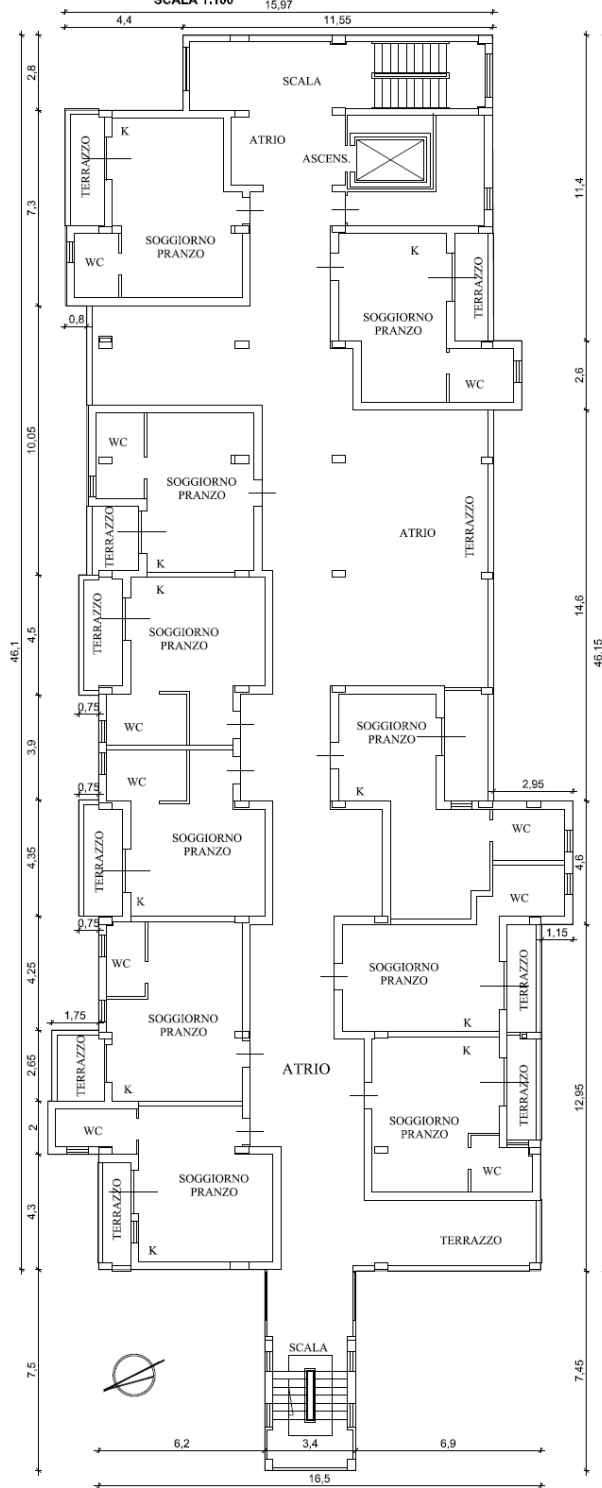 SCALA 1:100
15,97
4,4
11,55
2,8
SCALA
K
ATRIO
ASCENS.
TERRAZZO
11,4
7,3
SOGGIORNO
PRANZO
WC
K
TERRAZZO
SOGGIORNO
PRANZO
0,8
WC
2,6
10,05
WC
SOGGIORNO
PRANZO
ATRIO
TERRAZZO
TERRAZZO
K
K
14,6
46,1
46.15
4,5
TERRAZZO
SOGGIORNO
PRANZO
0,75
WC
SOGGIORNO
PRANZO
3,9
0,75
WC
K
2,95
4,35
TERRAZZO
SOGGIORNO
PRANZO
WC
4,6
K
WC
0,75
1,15
4,25
WC
SOGGIORNO
PRANZO
TERRAZZO
1,75
SOGGIORNO
PRANZO
K
K
2,65
TERRAZZO
K
ATRIO
TERRAZZO
12,95
SOGGIORNO
PRANZO
2
WC
WC
4,3
TERRAZZO
SOGGIORNO
PRANZO
K
TERRAZZO
7,5
SCALA
7,45
6,2
3,4
6,9
16,5